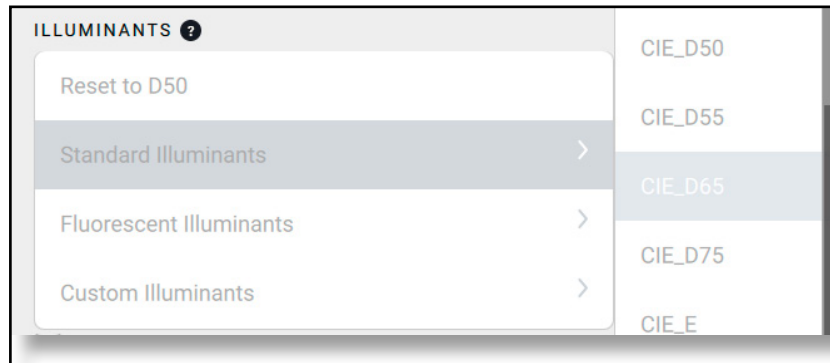 ILLUMINANTS ?
Reset to D50
Standard Illuminants
Fluorescent Illuminants
Custom Illuminants
CIE_D50
CIE_D55
CIE_D65
CIE_D75
CIE_E